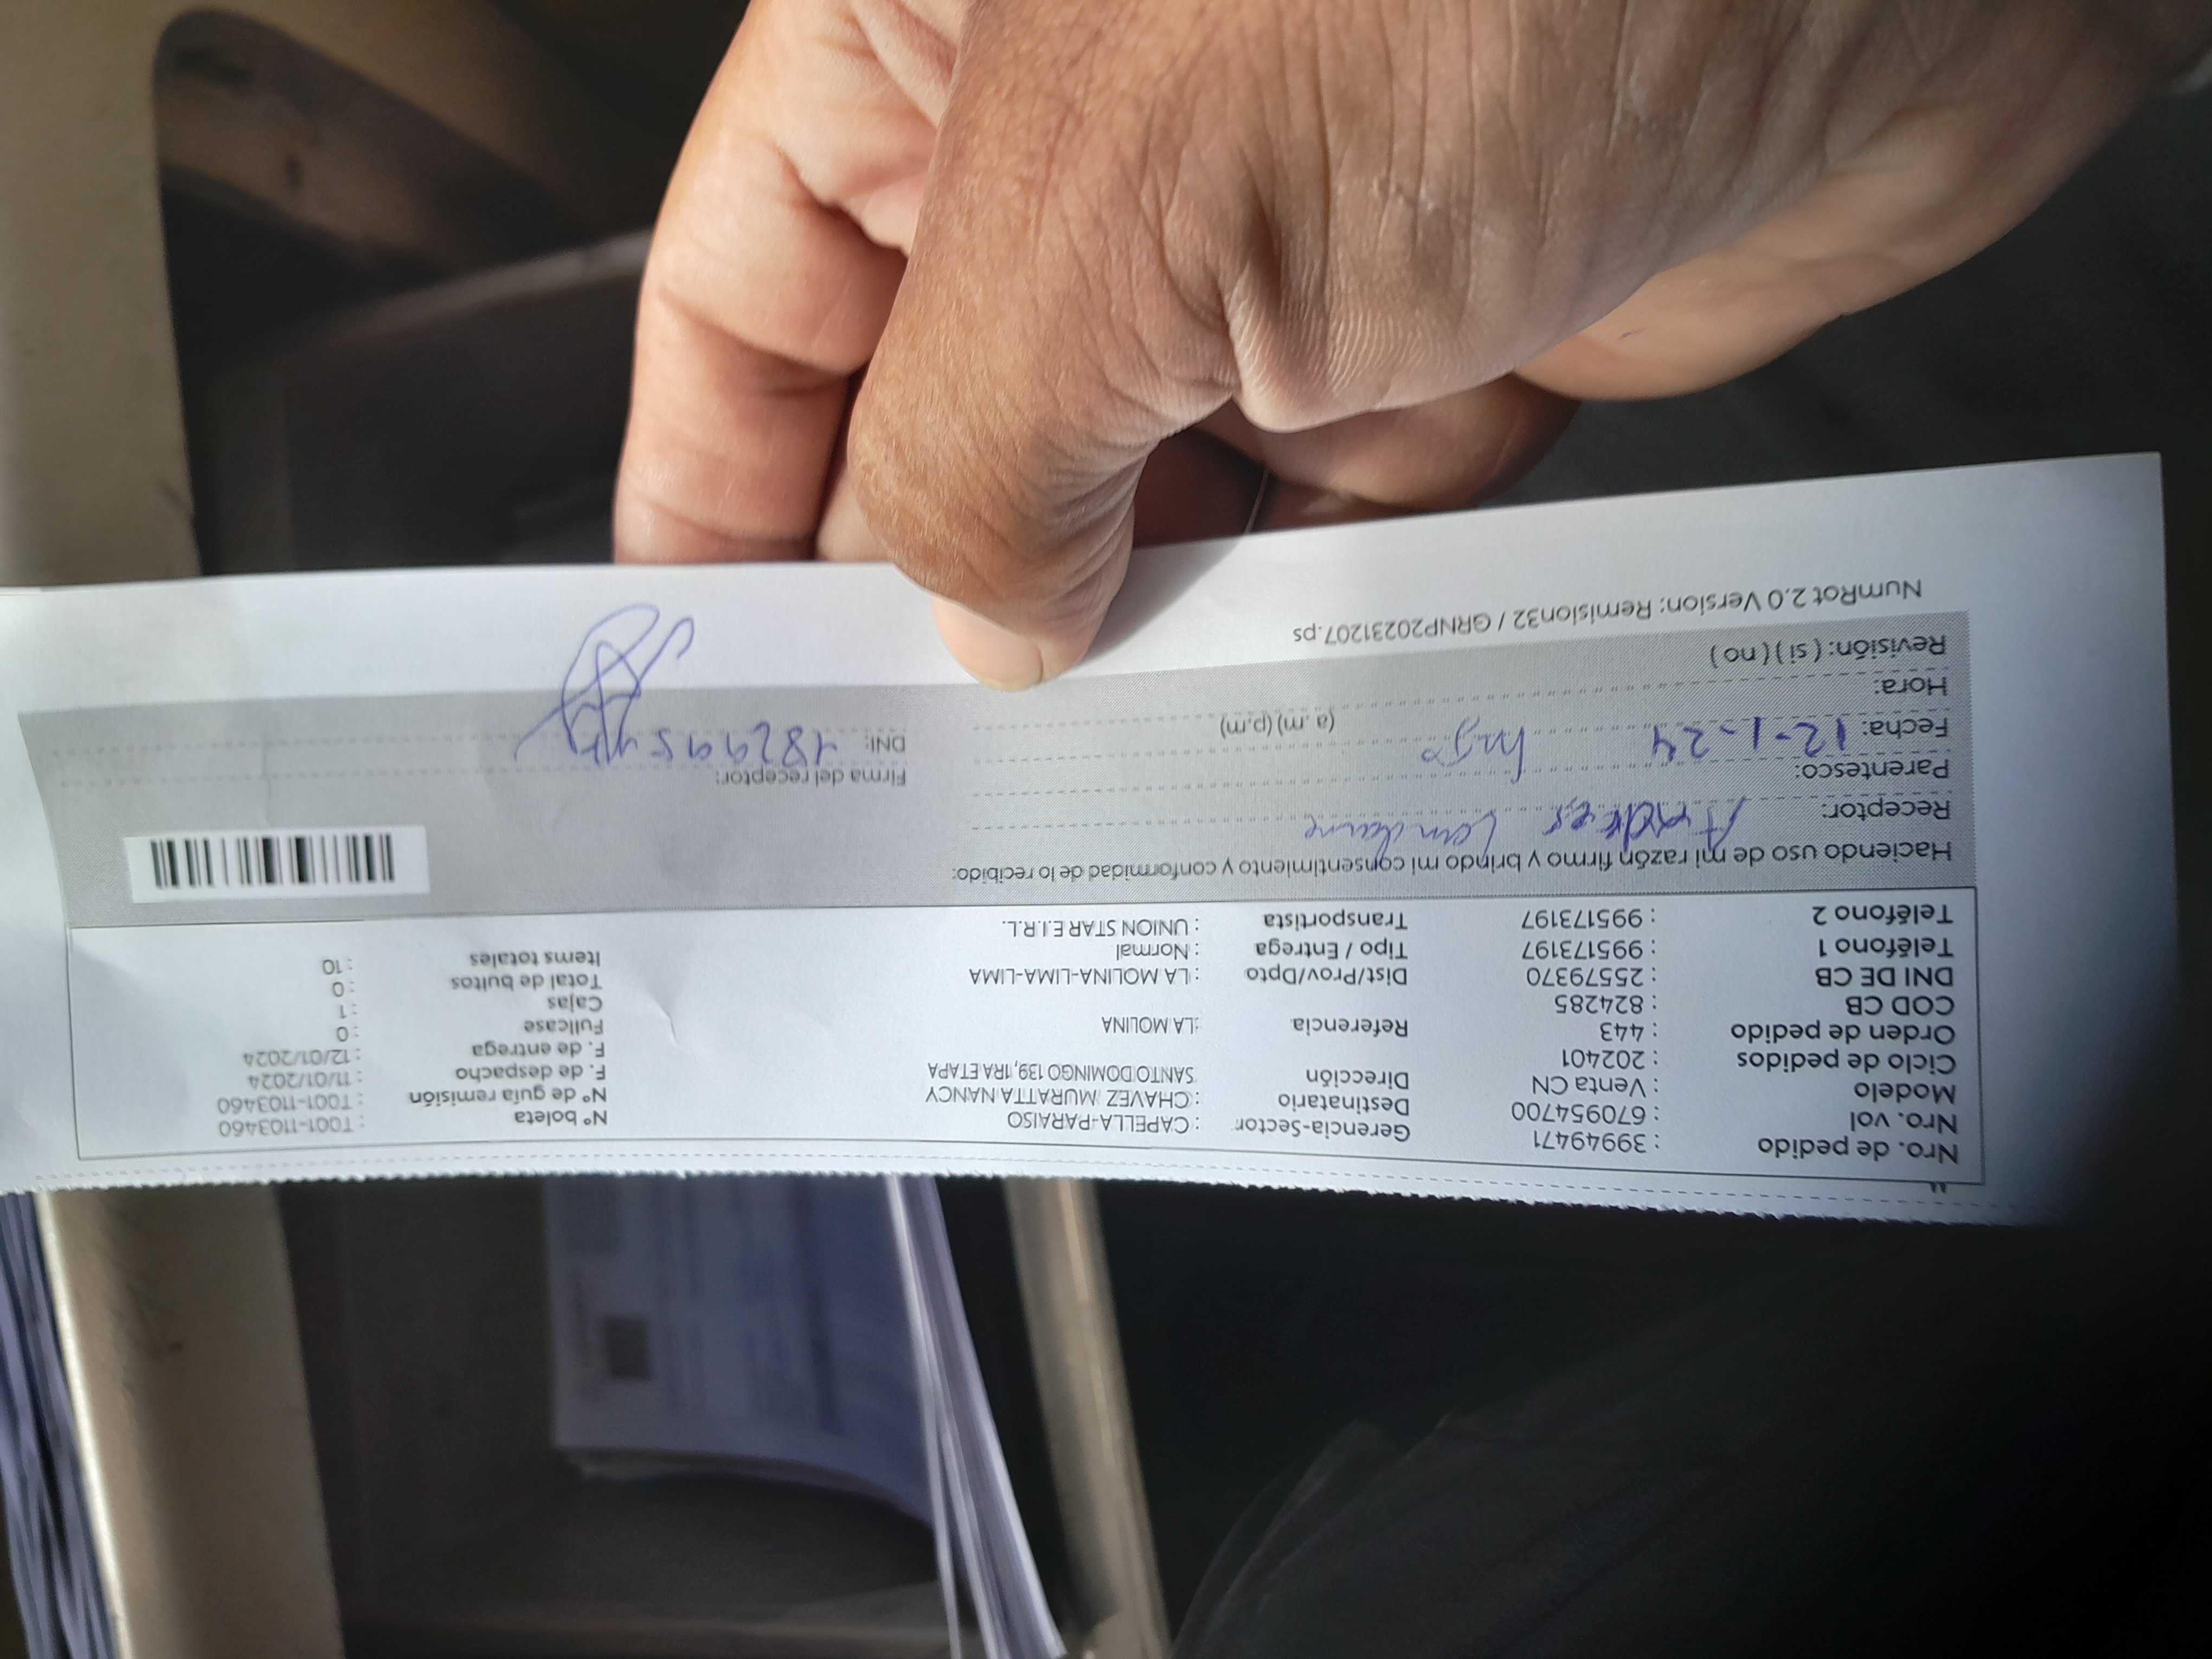 Nro. de pedido : 39949471 Gerencia-Sector : CAPELLA-PARAISO N° boleta : T001-1103460
Nro. vol : 670954700 Destinatario : CHAVEZ MURATTA NANCY N° de guía remisión : T001-1103460
Modelo : Venta CN Dirección SANTO DOMINGO 139, 1RA ETAPA F. de despacho : 11/01/2024
Ciclo de pedidos : 202401 F. de entrega : 12/01/2024
Orden de pedido : 443 Referencia : LA MOLINA Fullcase : 0
COD CB : 824285 Cajas : 1
DNI DE CB : 25579370 Dist/Prov/Dpto : LA MOLINA-LIMA-LIMA Total de bultos : 0
Teléfono 1 : 995173197 Tipo / Entrega : Normal Items totales : 10
Teléfono 2 : 995173197 Transportista : UNION STAR E.I.R.L.
Haciendo uso de mi razón firmo y brindo mi consentimiento y conformidad de lo recibido:
Receptor: Andres
Parentesco: Firma del receptor:
Fecha: 12-1-24 DNI:
Hora: (a.m) (p.m)
Revisión: ( si ) ( no )
NumRot 2.0 Version: Remision32 / GRNP20231207.ps